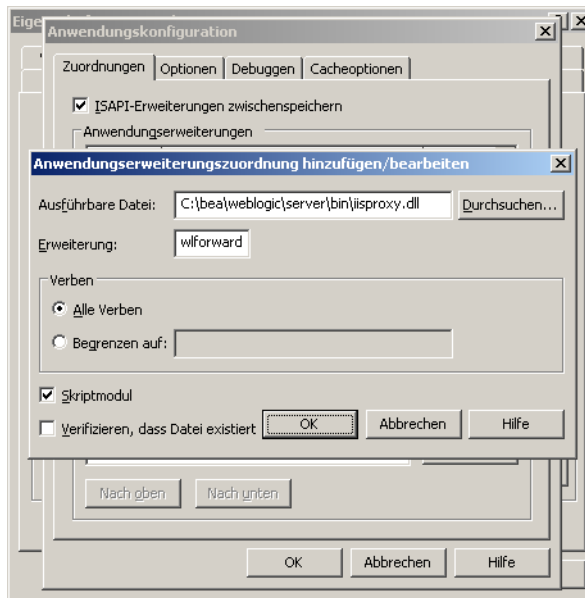 Eige
Anwendungskonfiguration
Zuordnungen Optionen Debuggen Cacheoptionen
ISAPI-Erweiterungen zwischenspeichern
Anwendungserweiterungen
Anwendungserweiterungszuordnung hinzufügen/bearbeiten
Ausführbare Datei: C:\bea\weblogic\server\bin\iisproxy.dll Durchsuchen...
Erweiterung: wlforward
Verben
Alle Verben
Begrenzen auf:
Skriptmodul
Verifizieren, dass Datei existiert OK Abbrechen Hilfe
Nach oben Nach unten
OK Abbrechen Hilfe